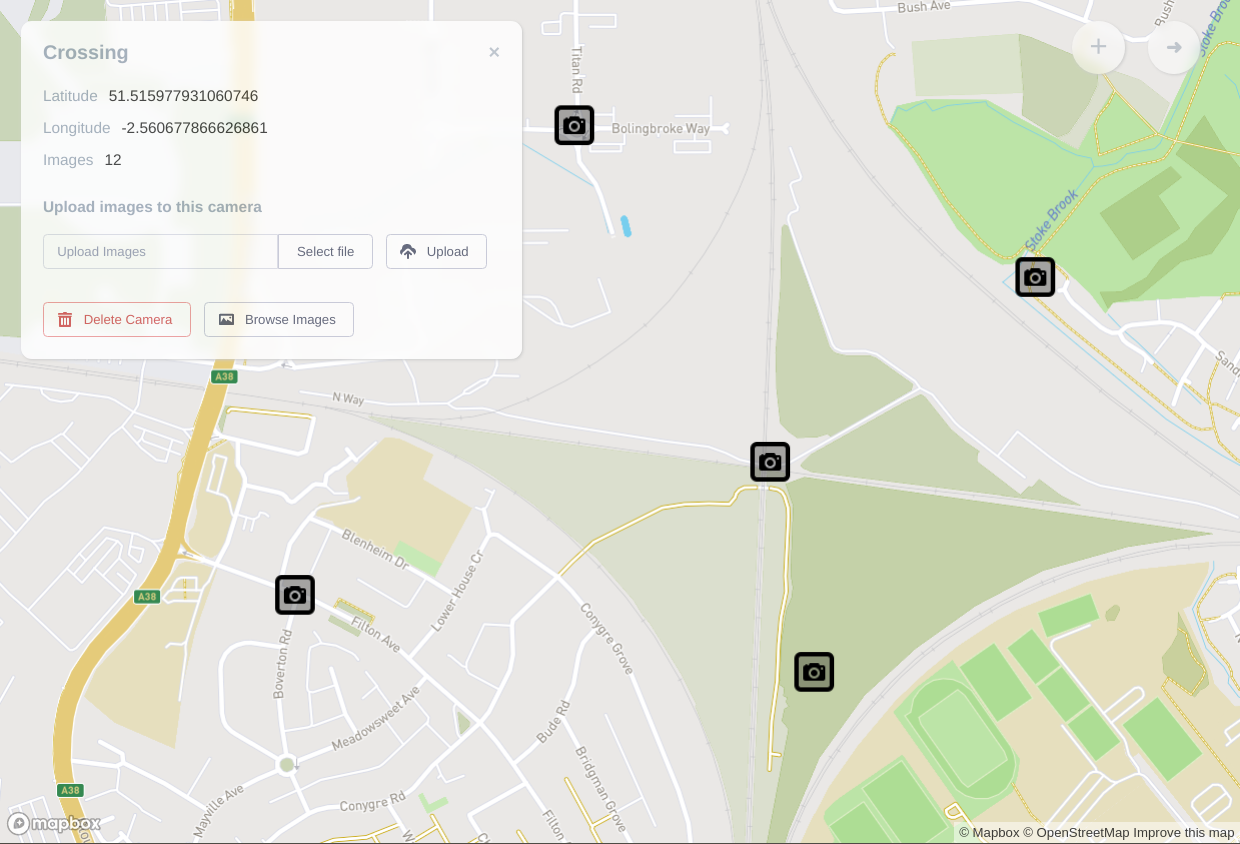 Bush Ave
Rush
Stoke Brook
Crossing
×
+
→
Titan Rd
Latitude 51.515977931060746
Longitude -2.560677866626861
Bolingbroke Way
Images 12
Upload images to this camera
Stoke Brook
Upload Images Select file Upload
Delete Camera Browse Images
A38
N Way
Blenheim Dr
Lower House Cr
A38
Filton Ave
Conygre Grove
Boverton Rd
Meadowsweet Ave
Bude Rd
Bridgman Grove
A38
Mayville Ave
Conygre Rd
Filton
mapbox
© Mapbox © OpenStreetMap Improve this map